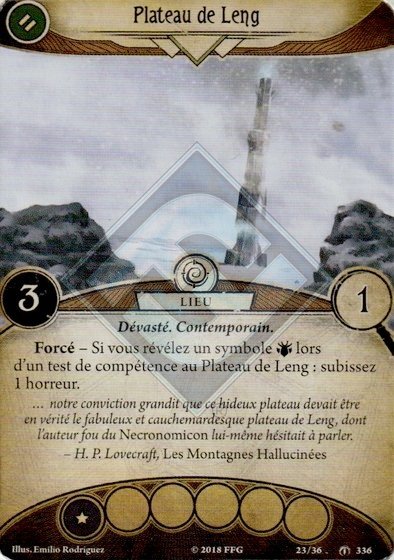 Plateau de Leng
3
LIEU
1
Dévasté. Contemporain.
Forcé – Si vous révélez un symbole lors
d'un test de compétence au Plateau de Leng : subissez
1 horreur.
... notre conviction grandit que ce hideux plateau devait être
en vérité le fabuleux et cauchemardesque plateau de Leng, dont
l'auteur fou du Necronomicon lui-même hésitait à parler.
– H. P. Lovecraft, Les Montagnes Hallucinées
Illus. Emilio Rodriguez © 2018 FFG 23/36 336